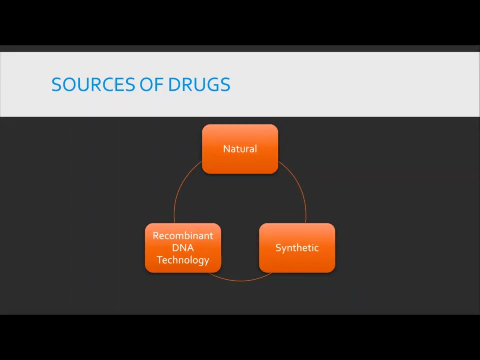 SOURCES OF DRUGS
Natural
Recombinant
DNA
Technology
Synthetic